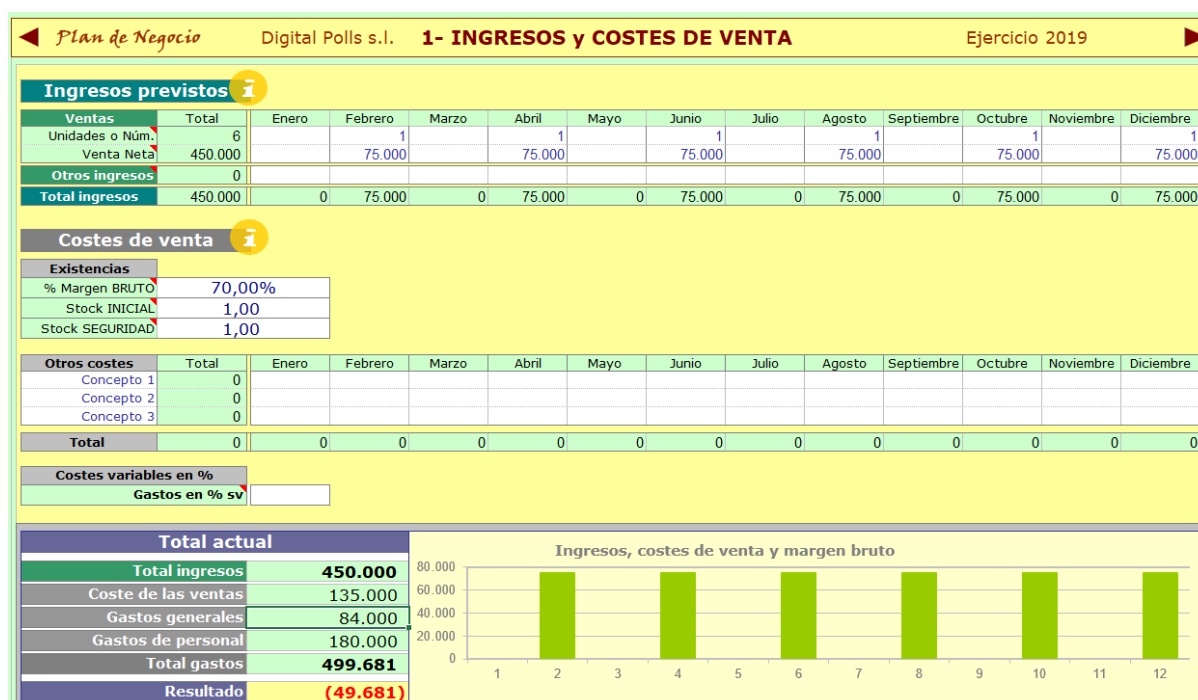 Plan de Negocio Digital Polls s.l. 1- INGRESOS y COSTES DE VENTA Ejercicio 2019
Ingresos previstos i
Ventas Total Enero Febrero Marzo Abril Mayo Junio Julio Agosto Septiembre Octubre Noviembre Diciembre
Unidades o Núm. 6 1 1 1 1 1 1
Venta Neta 450.000 75.000 75.000 75.000 75.000 75.000 75.000
Otros ingresos 0
Total ingresos 450.000 0 75.000 0 75.000 0 75.000 0 75.000 0 75.000 0 75.000
Costes de venta i
Existencias
% Margen BRUTO 70,00%
Stock INICIAL 1,00
Stock SEGURIDAD 1,00
Otros costes Total Enero Febrero Marzo Abril Mayo Junio Julio Agosto Septiembre Octubre Noviembre Diciembre
Concepto 1 0
Concepto 2 0
Concepto 3 0
Total 0 0 0 0 0 0 0 0 0 0 0 0 0
Costes variables en %
Gastos en % sv
Total actual
Total ingresos 450.000
Coste de las ventas 135.000
Gastos generales 84.000
Gastos de personal 180.000
Total gastos 499.681
Resultado (49.681)
Ingresos, costes de venta y margen bruto
80.000
60.000
40.000
20.000
0
1 2 3 4 5 6 7 8 9 10 11 12